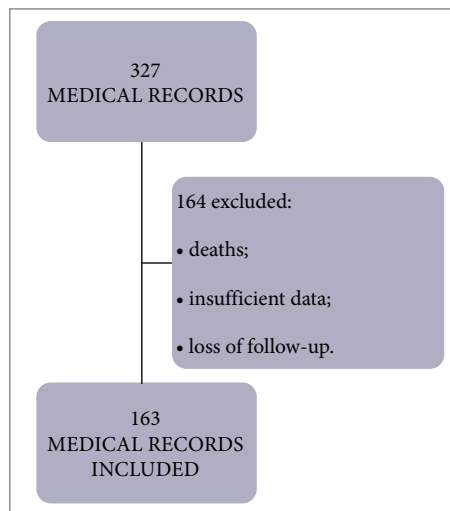 327
MEDICAL RECORDS
164 excluded:
• deaths;
• insufficient data;
• loss of follow-up.
163
MEDICAL RECORDS
INCLUDED